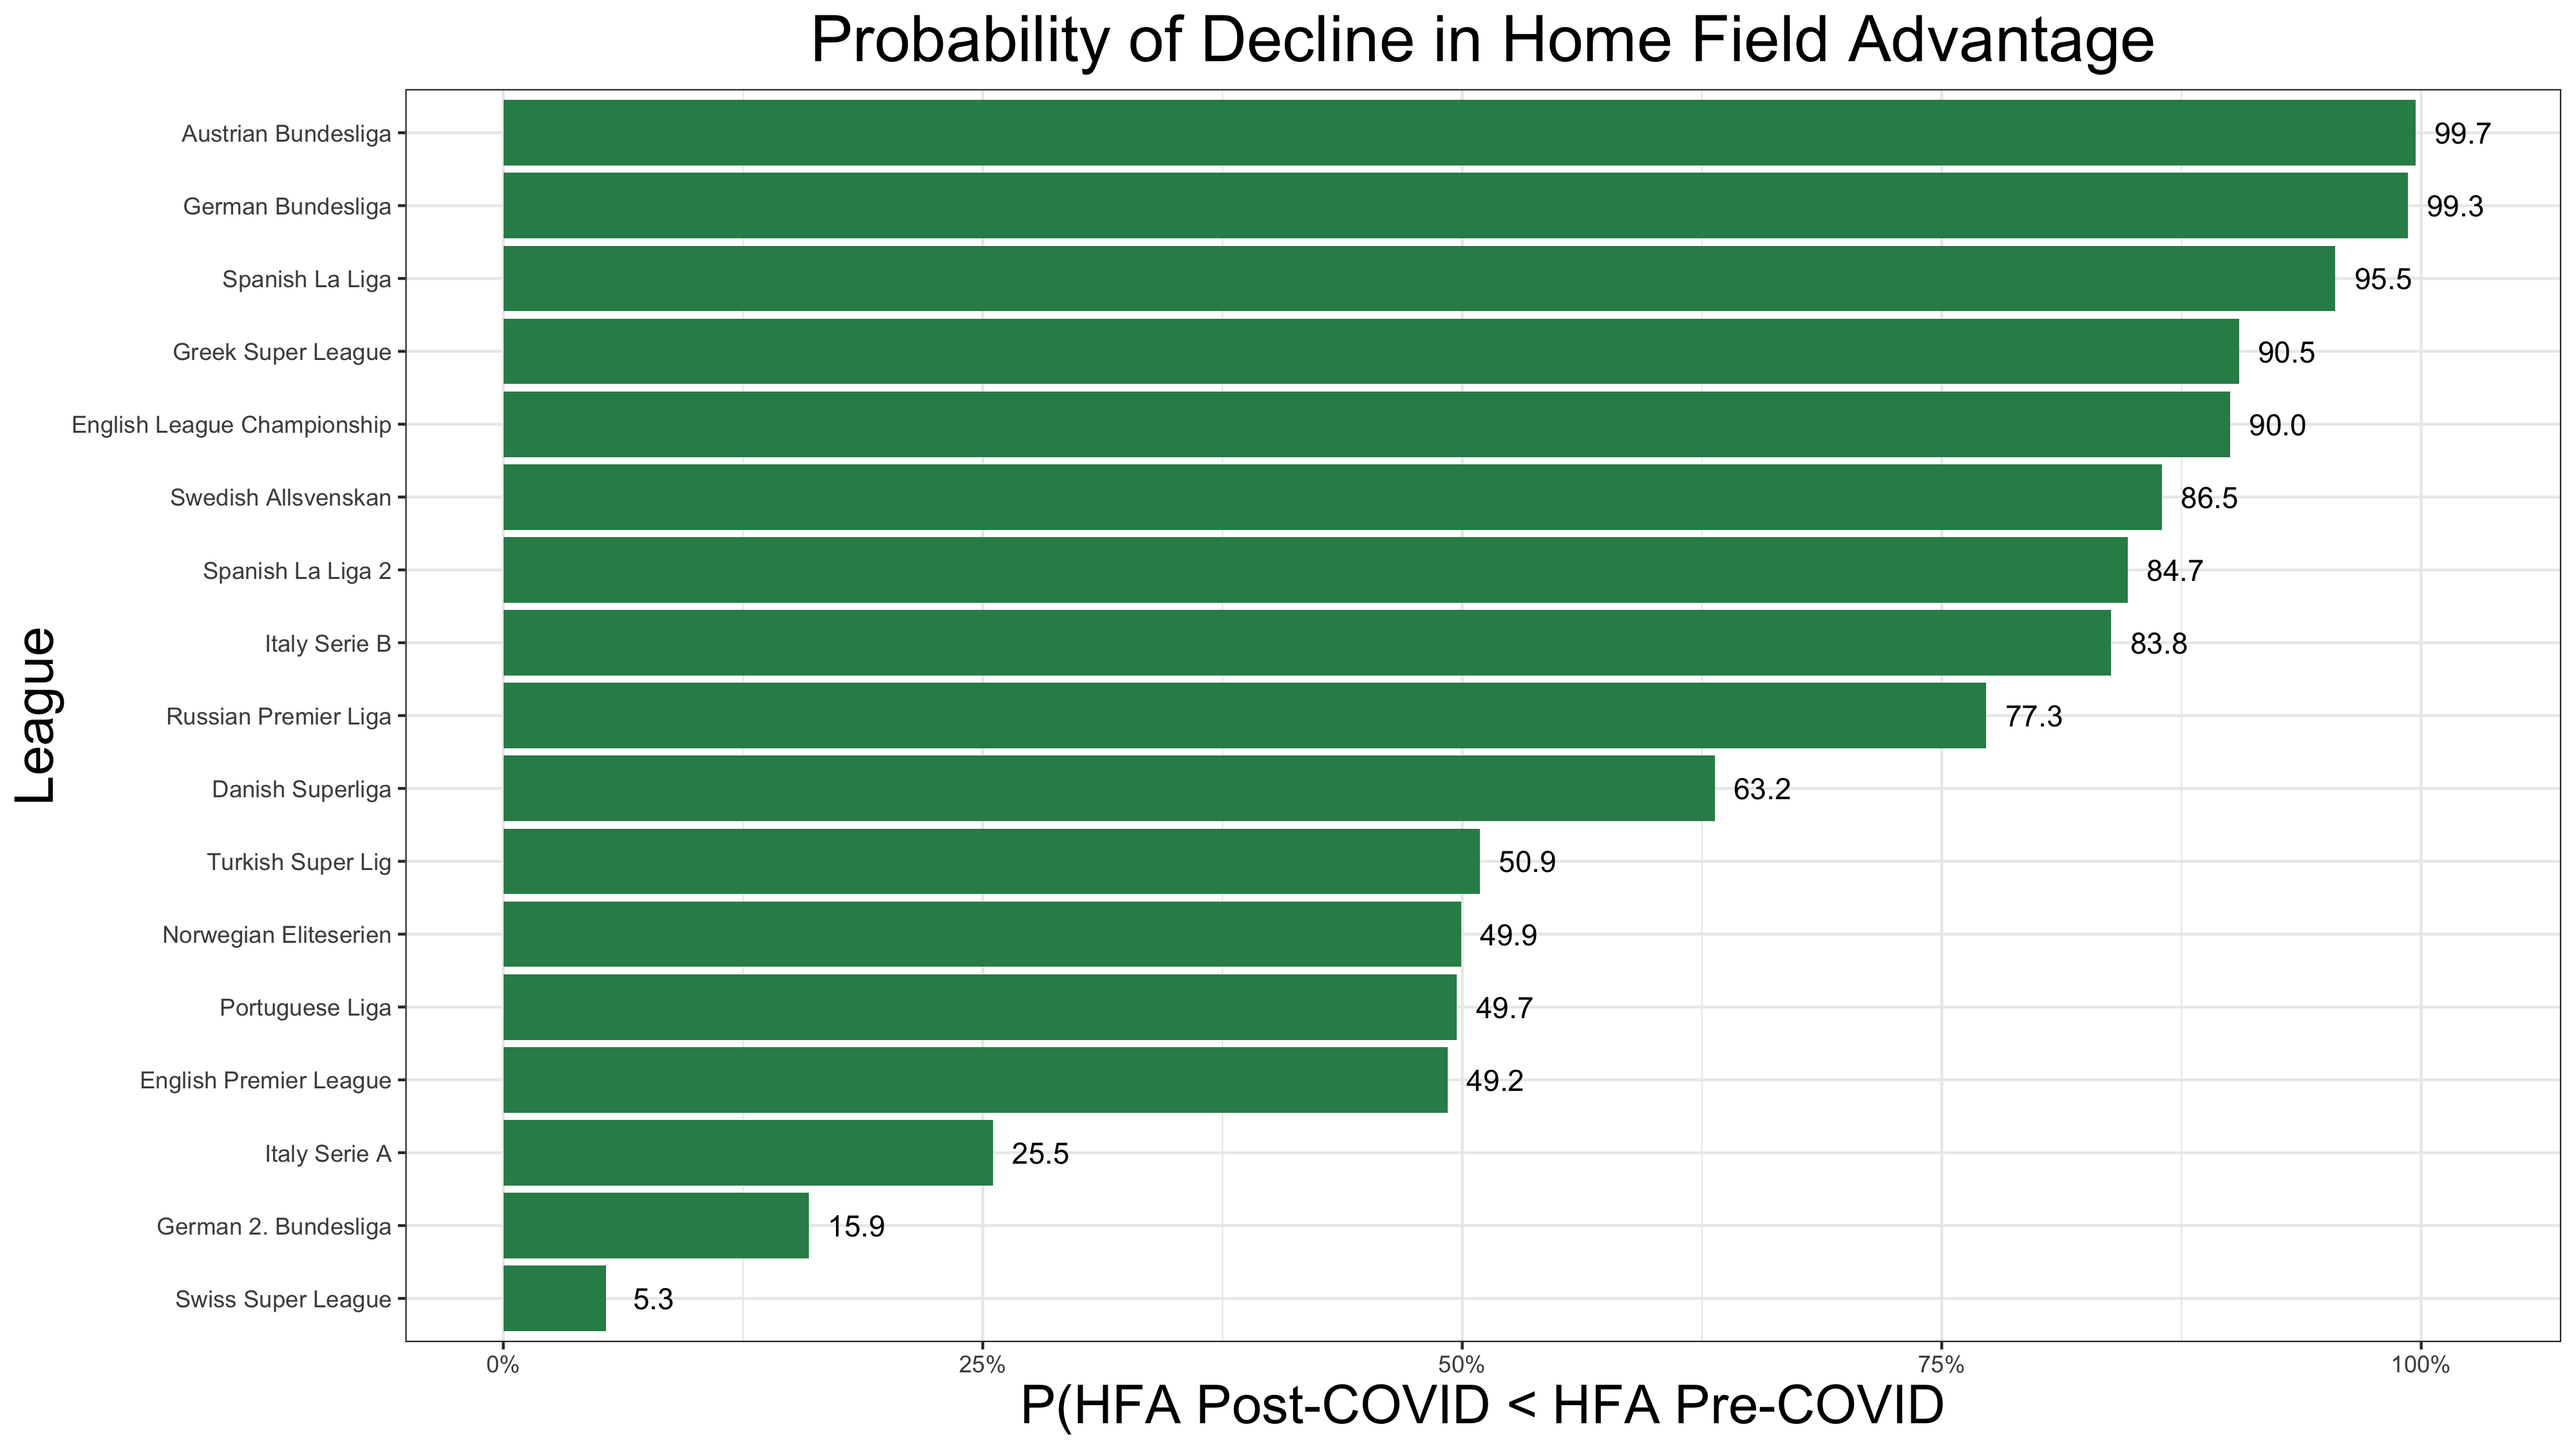 Probability of Decline in Home Field Advantage
League
Austrian Bundesliga 99.7
German Bundesliga 99.3
Spanish La Liga 95.5
Greek Super League 90.5
English League Championship 90.0
Swedish Allsvenskan 86.5
Spanish La Liga 2 84.7
Italy Serie B 83.8
Russian Premier Liga 77.3
Danish Superliga 63.2
Turkish Super Lig 50.9
Norwegian Eliteserien 49.9
Portuguese Liga 49.7
English Premier League 49.2
Italy Serie A 25.5
German 2. Bundesliga 15.9
Swiss Super League 5.3
0% 25% 50% 75% 100%
P(HFA Post-COVID < HFA Pre-COVID